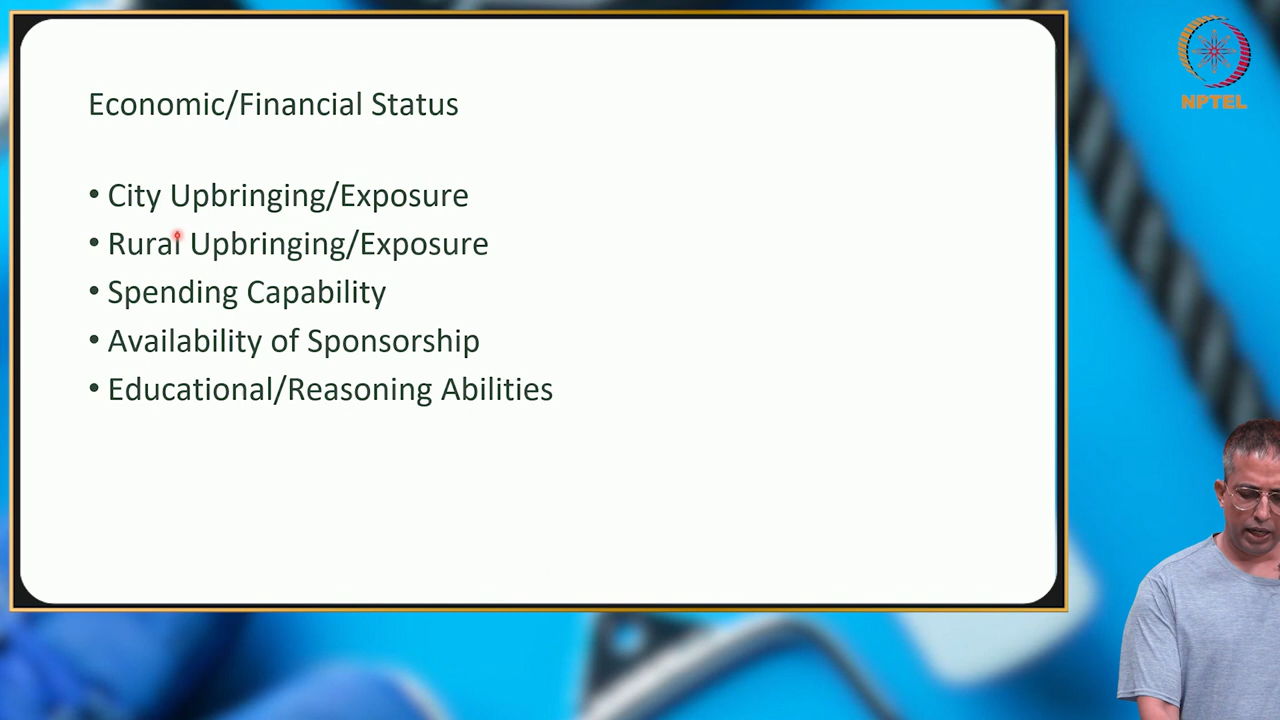 Economic/Financial Status
• City Upbringing/Exposure
• Rural Upbringing/Exposure
• Spending Capability
• Availability of Sponsorship
• Educational/Reasoning Abilities
NPTEL